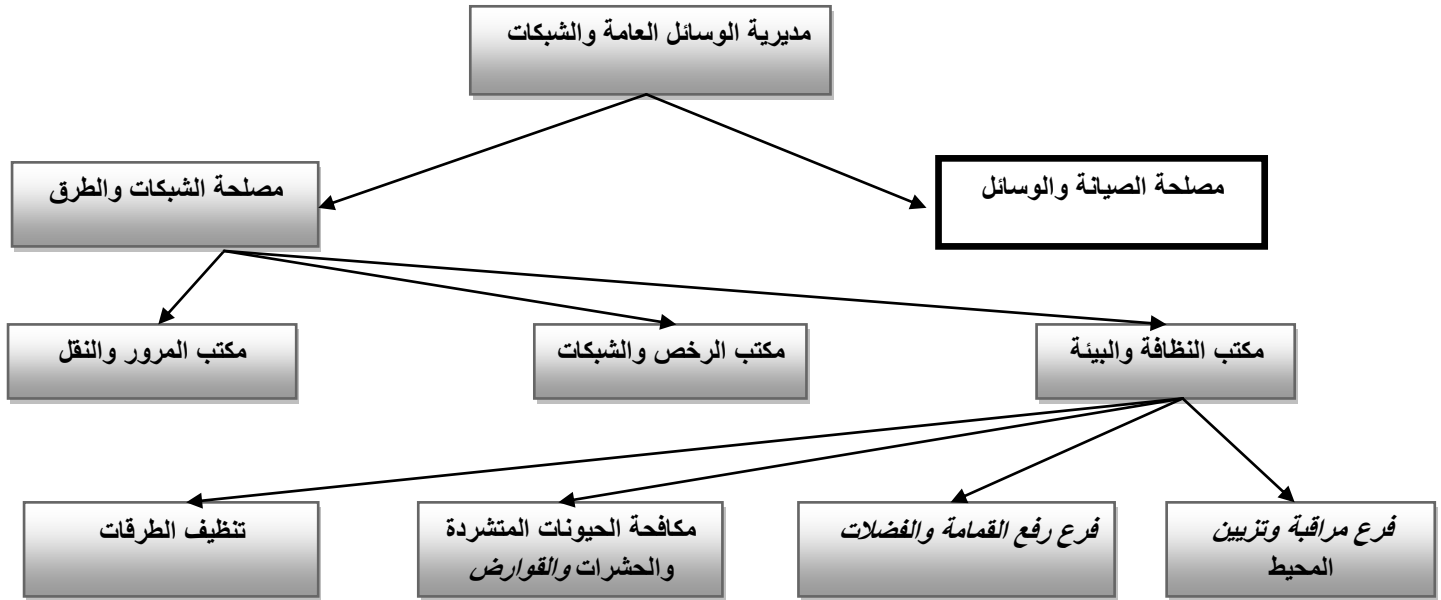 مديرية الوسائل العامة والشبكات
مصلحة الصيانة والوسائل
مصلحة الشبكات والطرق
مكتب النظافة والبيئة
مكتب الرخص والشبكات
مكتب المرور والنقل
فرع مراقبة وتزيين
المحيط
فرع رفع القمامة والفضلات
مكافحة الحيونات المتشردة
والحشرات والقوارض
تنظيف الطرقات